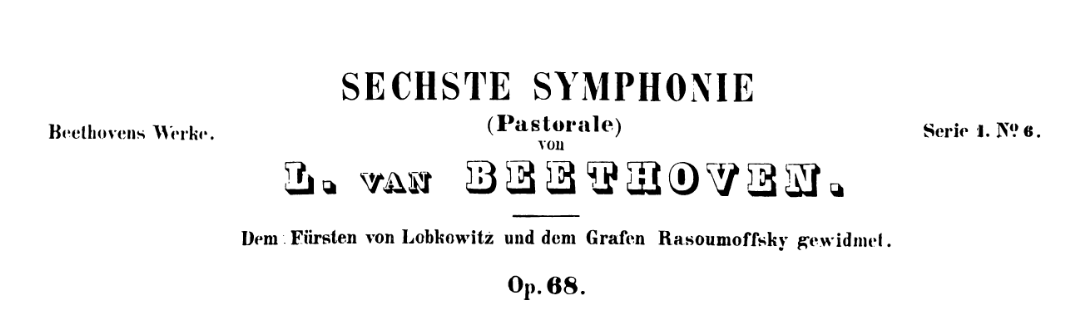 SECHSTE SYMPHONIE
(Pastorale)
Beethovens Werke.
Serie 1. Nº 6.
von
L. VAN BEETHOVEN.
Dem Fürsten von Lobkowitz und dem Grafen Rasoumoffsky gewidmet.
Op. 68.